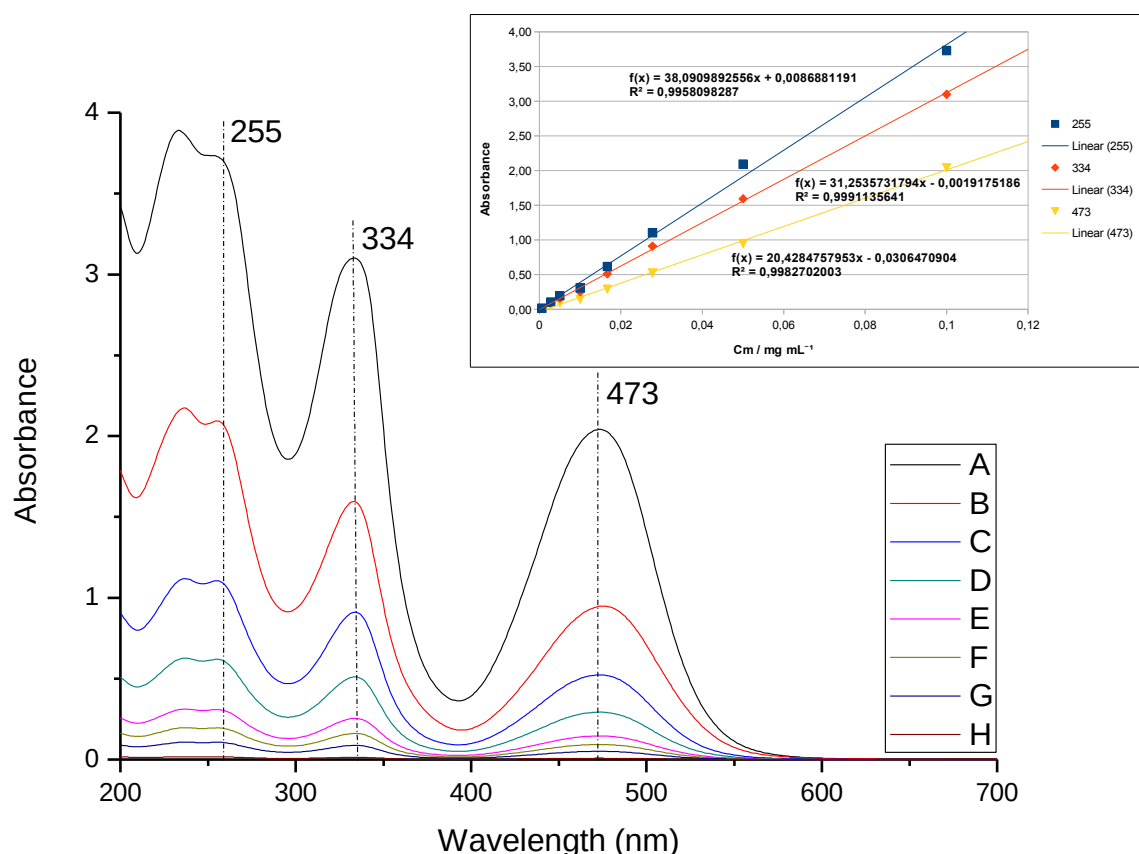 4,00
3,50
3,00
2,50
2,00
1,50
1,00
0,50
0,00
0
0,02
0,04
0,06
0,08
0,1
0,12
Absorbance
Cm / mg mL⁻¹
f(x) = 38,0909892556x + 0,0086881191
R² = 0,9958098287
f(x) = 31,2535731794x - 0,0019175186
R² = 0,9991135641
f(x) = 20,4284757953x - 0,0306470904
R² = 0,9982702003
255
Linear (255)
334
Linear (334)
473
Linear (473)
255
334
473
4
3
2
1
0
Absorbance
200
300
400
500
600
700
Wavelength (nm)
A
B
C
D
E
F
G
H